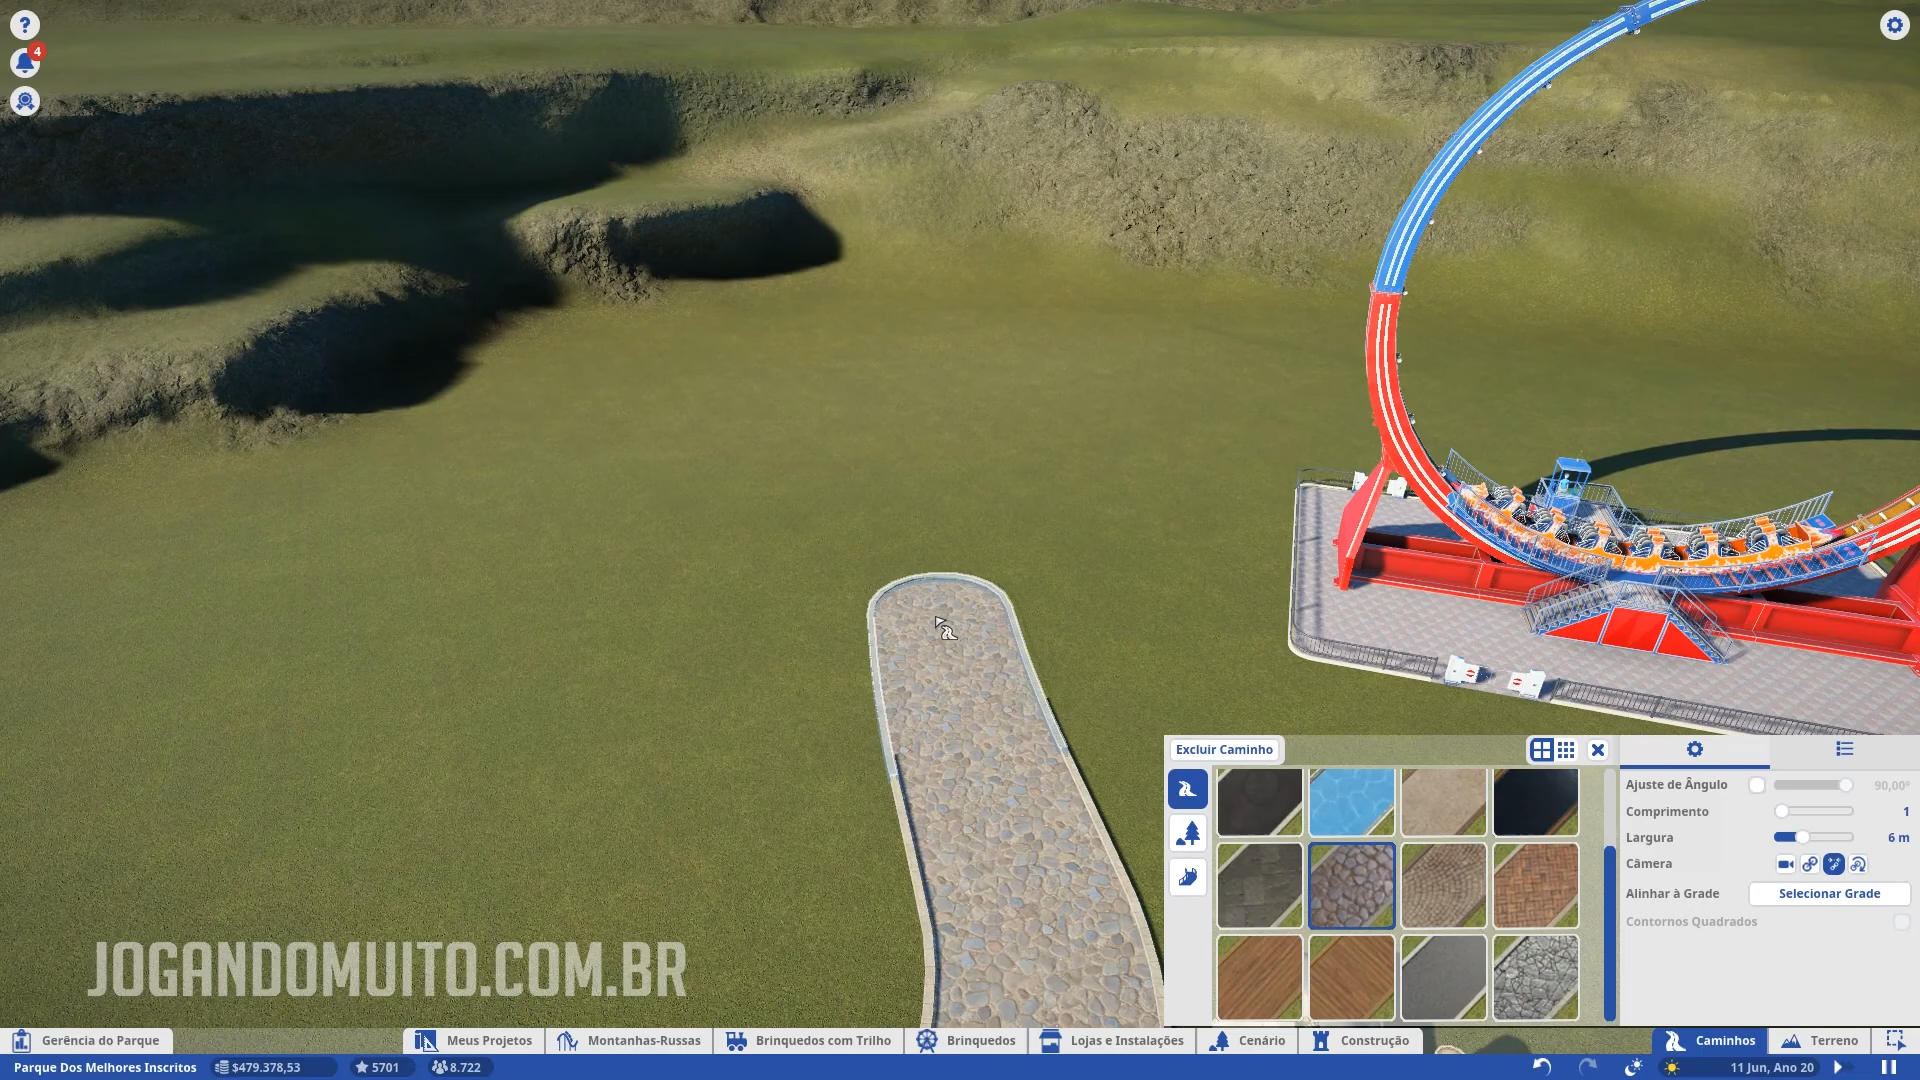 ?
4
Excluir Caminho
Ajuste de Ângulo 90,00°
Comprimento 1
Largura 6 m
Câmera
Alinhar à Grade Selecionar Grade
Contornos Quadrados
JOGANDOMUITO.COM.BR
Gerência do Parque Meus Projetos Montanhas-Russas Brinquedos com Trilho Brinquedos Lojas e Instalações Cenário Construção Caminhos Terreno
Parque Dos Melhores Inscritos $479.378,53 5701 8.722 11 Jun, Ano 20